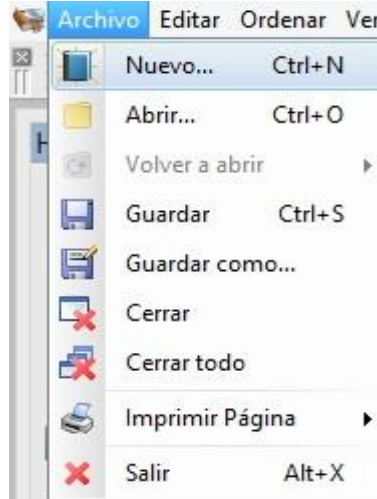 Archivo Editar Ordenar Ver
Nuevo... Ctrl+N
Abrir... Ctrl+O
Volver a abrir
Guardar Ctrl+S
Guardar como...
Cerrar
Cerrar todo
Imprimir Página
Salir Alt+X